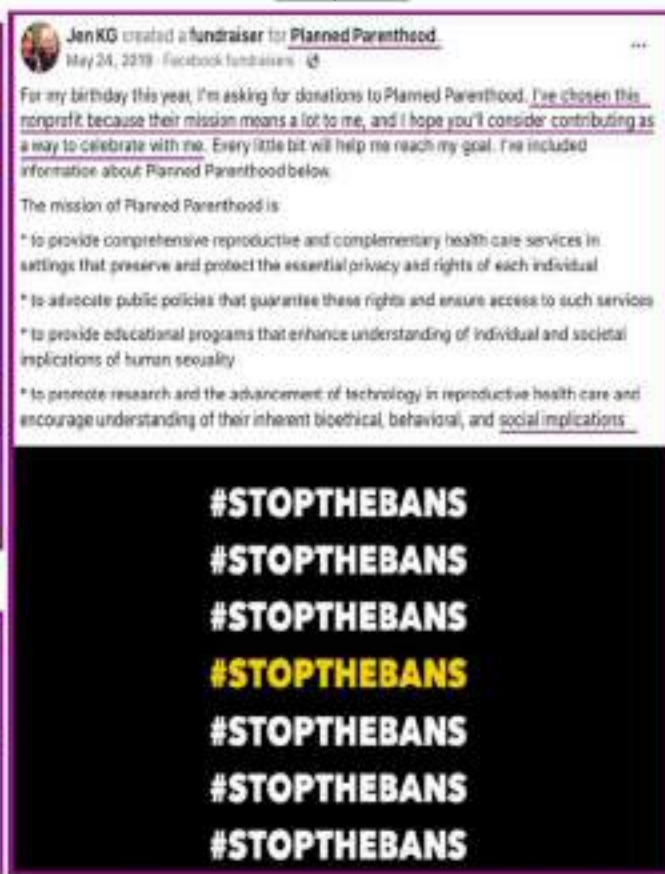 Jen KG created a fundraiser for Planned Parenthood.
May 24, 2019 · Facebook fundraisers ·
For my birthday this year, I'm asking for donations to Planned Parenthood. I've chosen this
nonprofit because their mission means a lot to me, and I hope you'll consider contributing as
a way to celebrate with me. Every little bit will help me reach my goal. I've included
information about Planned Parenthood below.
The mission of Planned Parenthood is
* to provide comprehensive reproductive and complementary health care services in
settings that preserve and protect the essential privacy and rights of each individual
* to advocate public policies that guarantee these rights and ensure access to such services
* to provide educational programs that enhance understanding of individual and societal
implications of human sexuality
* to promote research and the advancement of technology in reproductive health care and
encourage understanding of their inherent bioethical, behavioral, and social implications
#STOPTHEBANS
#STOPTHEBANS
#STOPTHEBANS
#STOPTHEBANS
#STOPTHEBANS
#STOPTHEBANS
#STOPTHEBANS